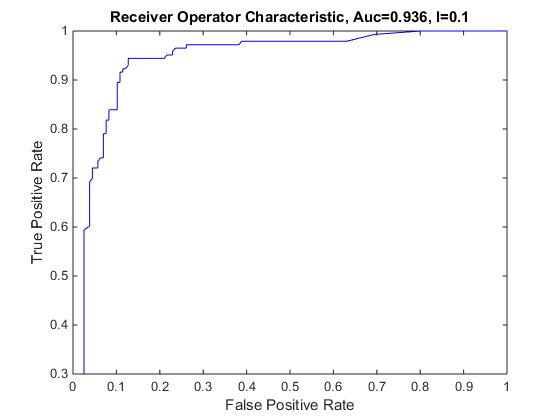 Receiver Operator Characteristic, Auc=0.936, l=0.1
1
0.9
0.8
0.7
0.6
0.5
0.4
0.3
True Positive Rate
0 0.1 0.2 0.3 0.4 0.5 0.6 0.7 0.8 0.9 1
False Positive Rate